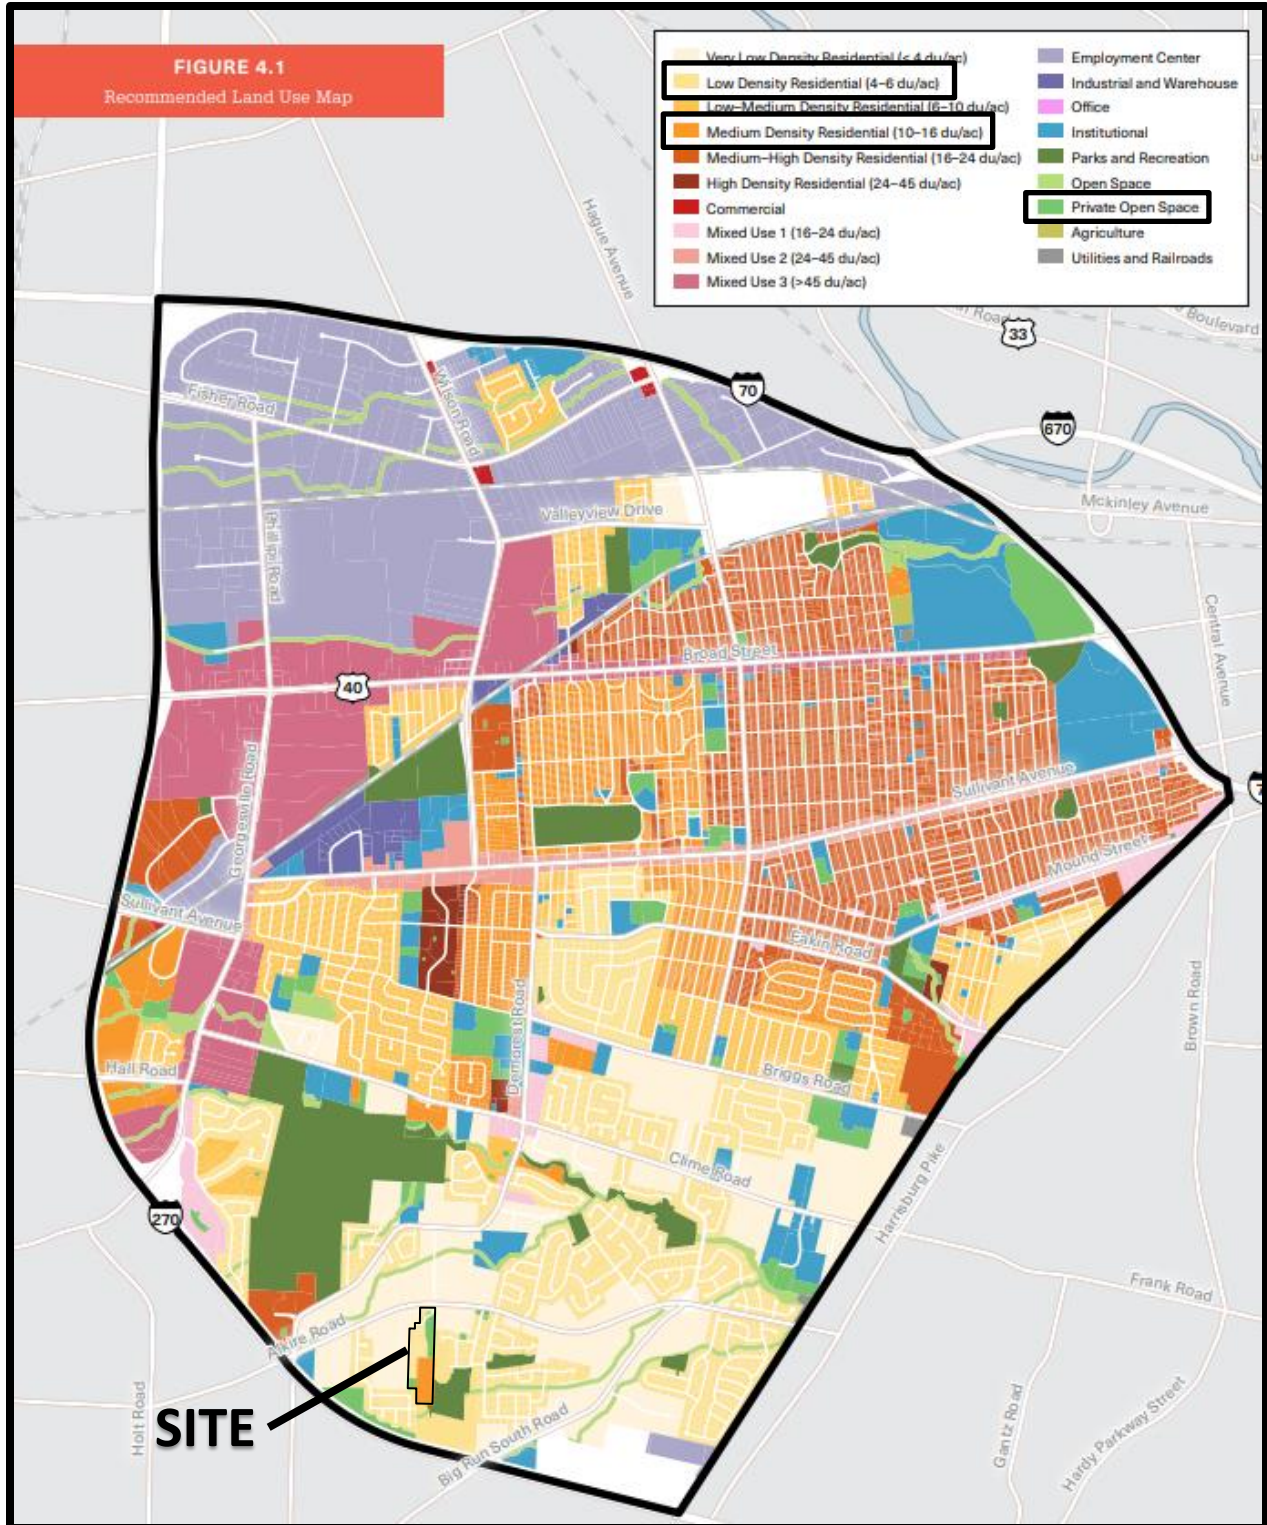 FIGURE 4.1
Recommended Land Use Map
Very Low Density Residential (< 4 du/ac)
Low Density Residential (4–6 du/ac)
Low–Medium Density Residential (6–10 du/ac)
Medium Density Residential (10–16 du/ac)
Medium–High Density Residential (16–24 du/ac)
High Density Residential (24–45 du/ac)
Commercial
Mixed Use 1 (16–24 du/ac)
Mixed Use 2 (24–45 du/ac)
Mixed Use 3 (>45 du/ac)
Employment Center
Industrial and Warehouse
Office
Institutional
Parks and Recreation
Open Space
Private Open Space
Agriculture
Utilities and Railroads
Hague Avenue
Road
Boulevard
33
70
670
Fisher Road
Wilson Road
Mckinley Avenue
Valleyview Drive
Phillipi Road
Central Avenue
Broad Street
40
Georgesville Road
Sullivant Avenue
Mound Street
Sullivant Avenue
Eakin Road
Demorest Road
Brown Road
Hall Road
Briggs Road
Clime Road
Harrisburg Pike
270
Frank Road
Alkire Road
SITE
Holt Road
Big Run South Road
Gantz Road
Hardy Parkway Street